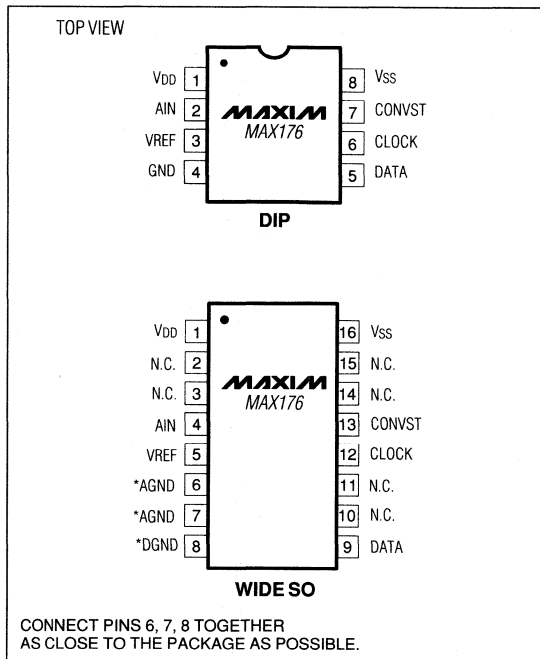 TOP VIEW
VDD 1
AIN 2
VREF 3
GND 4
MAXIM
MAX176
8 VSS
7 CONVST
6 CLOCK
5 DATA
DIP
VDD 1
N.C. 2
N.C. 3
AIN 4
VREF 5
*AGND 6
*AGND 7
*DGND 8
MAXIM
MAX176
16 VSS
15 N.C.
14 N.C.
13 CONVST
12 CLOCK
11 N.C.
10 N.C.
9 DATA
WIDE SO
CONNECT PINS 6, 7, 8 TOGETHER
AS CLOSE TO THE PACKAGE AS POSSIBLE.